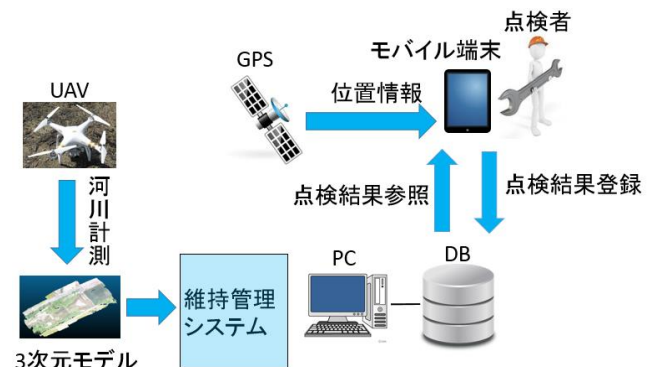 点検者
モバイル端末
GPS
位置情報
UAV
河川計測
点検結果参照
点検結果登録
PC
DB
維持管理
システム
3次元モデル